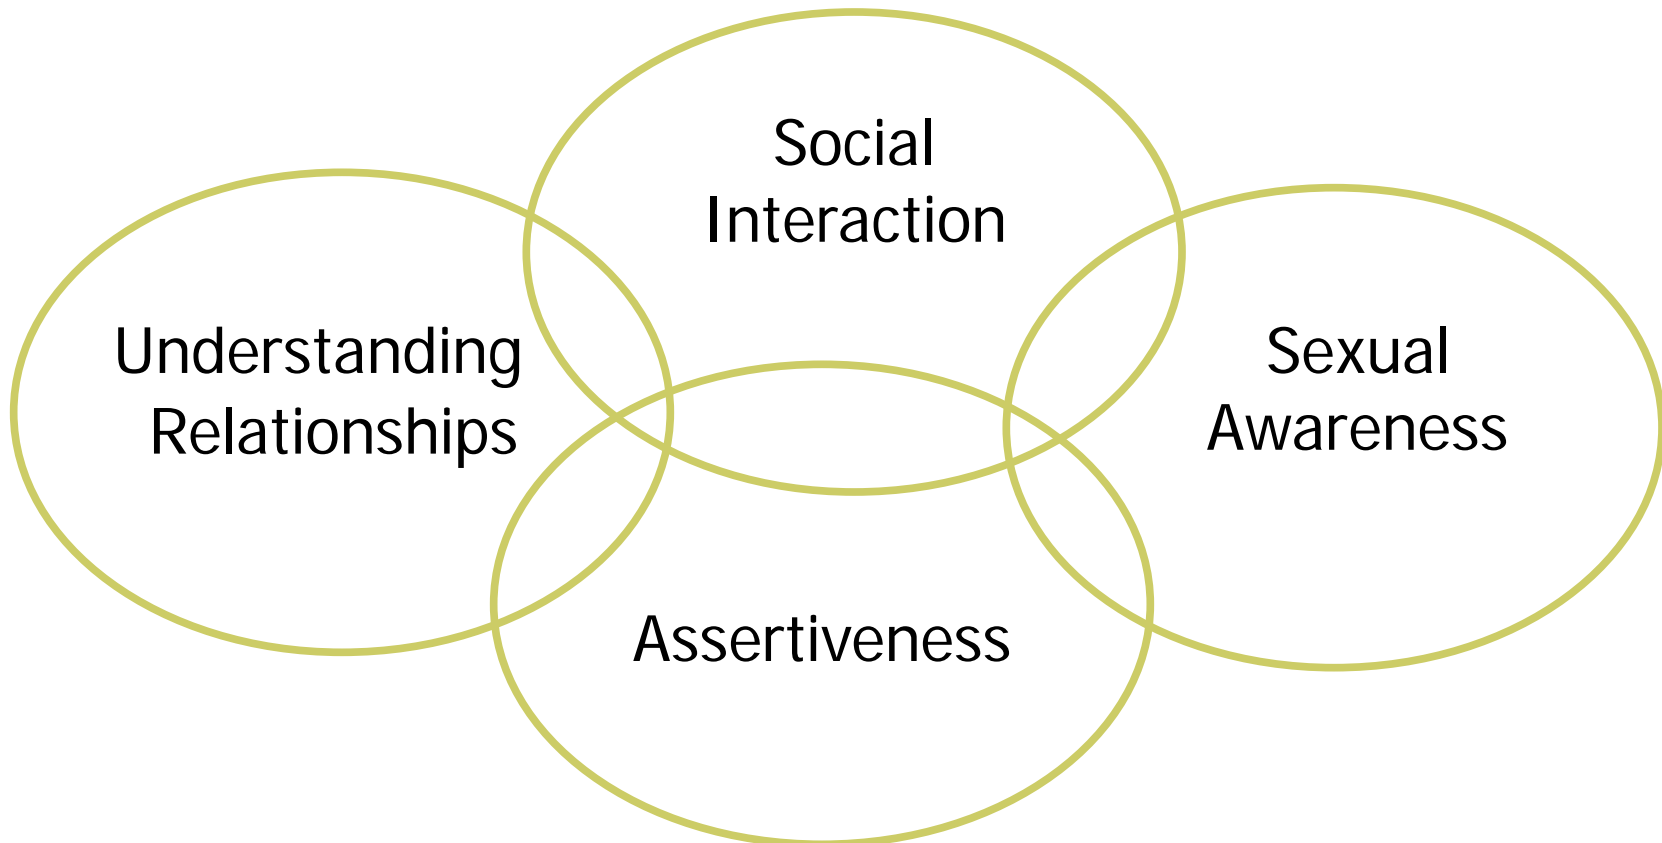 Social
Interaction
Understanding
Relationships
Sexual
Awareness
Assertiveness